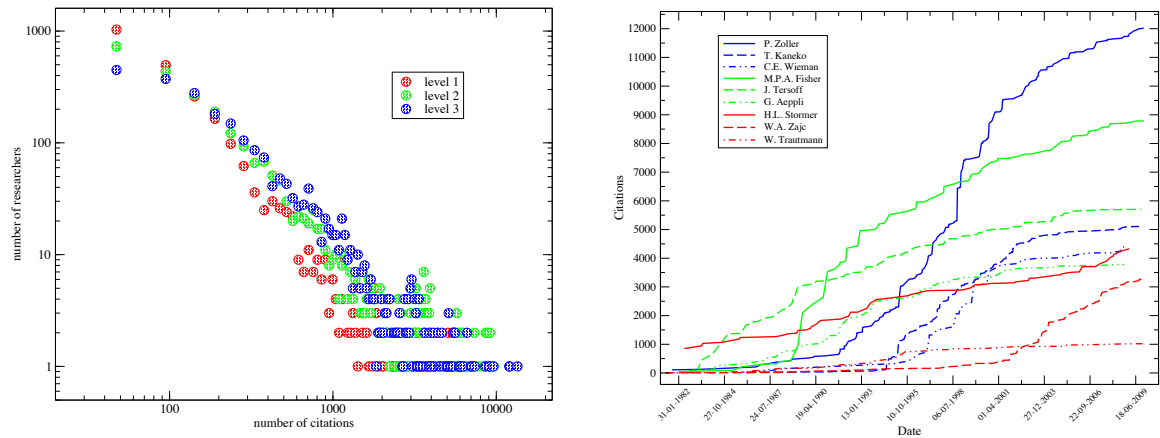 1000
100
10
1
number of researchers
level 1
level 2
level 3
100
1000
10000
number of citations
12000
11000
10000
9000
8000
7000
6000
5000
4000
3000
2000
1000
0
Citations
P. Zoller
T. Kaneko
C.E. Wieman
M.P.A. Fisher
J. Tersoff
G. Aeppli
H.L. Stormer
W.A. Zajc
W. Trautmann
31-01-1982
27-10-1984
24-07-1987
19-04-1990
13-01-1993
10-10-1995
06-07-1998
01-04-2001
27-12-2003
22-09-2006
18-06-2009
Date